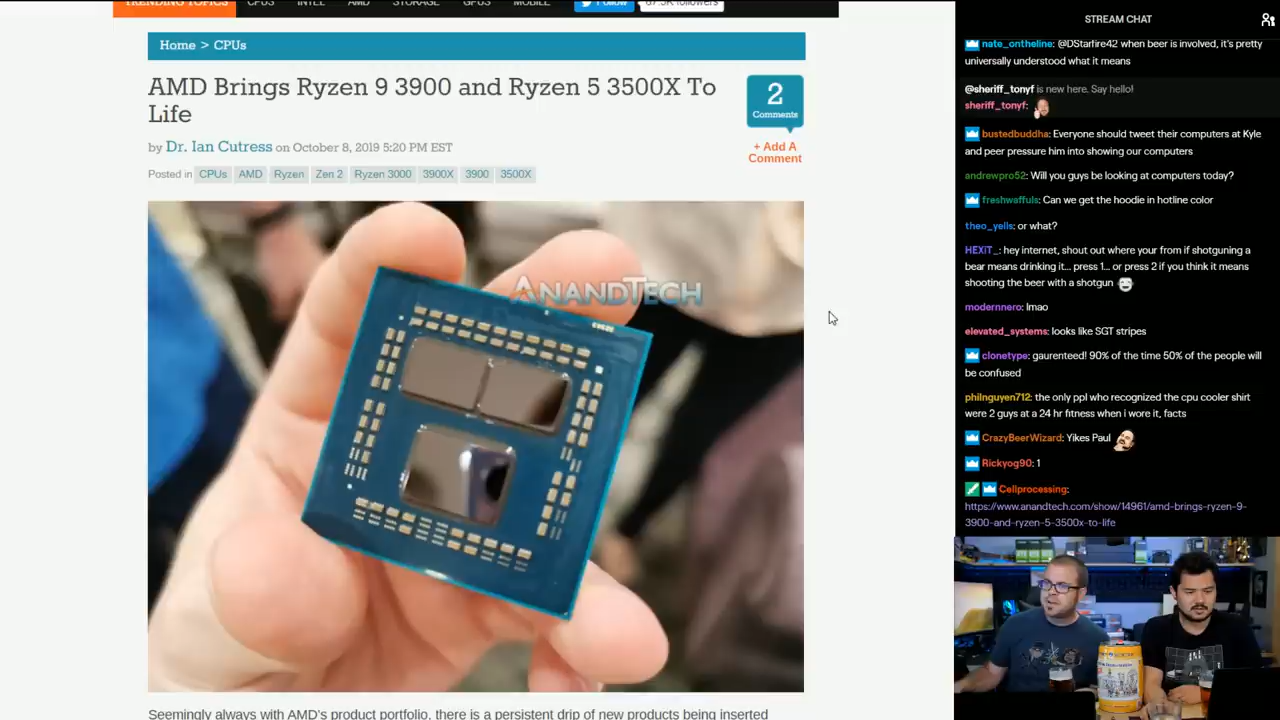 TRENDING TOPICS CPUS INTEL AMD STORAGE GPUS MOBILE Follow 67.5K followers
Home > CPUs
AMD Brings Ryzen 9 3900 and Ryzen 5 3500X To
Life
2
Comments
+ Add A
Comment
by Dr. Ian Cutress on October 8, 2019 5:20 PM EST
Posted in CPUs AMD Ryzen Zen 2 Ryzen 3000 3900X 3900 3500X
ANANDTECH
Seemingly always with AMD's product portfolio, there is a persistent drip of new products being inserted
STREAM CHAT
nate_ontheline: @DStarfire42 when beer is involved, it's pretty
universally understood what it means
@sheriff_tonyf is new here. Say hello!
sheriff_tonyf:
bustedbuddha: Everyone should tweet their computers at Kyle
and peer pressure him into showing our computers
andrewpro52: Will you guys be looking at computers today?
freshwaffuls: Can we get the hoodie in hotline color
theo_yells: or what?
HEXiT_: hey internet, shout out where your from if shotguning a
bear means drinking it... press 1... or press 2 if you think it means
shooting the beer with a shotgun
modernnero: lmao
elevated_systems: looks like SGT stripes
clonetype: gaurenteed! 90% of the time 50% of the people will
be confused
philnguyen712: the only ppl who recognized the cpu cooler shirt
were 2 guys at a 24 hr fitness when i wore it, facts
CrazyBeerWizard: Yikes Paul
Rickyog90: 1
Cellprocessing:
https://www.anandtech.com/show/14961/amd-brings-ryzen-9-
3900-and-ryzen-5-3500x-to-life